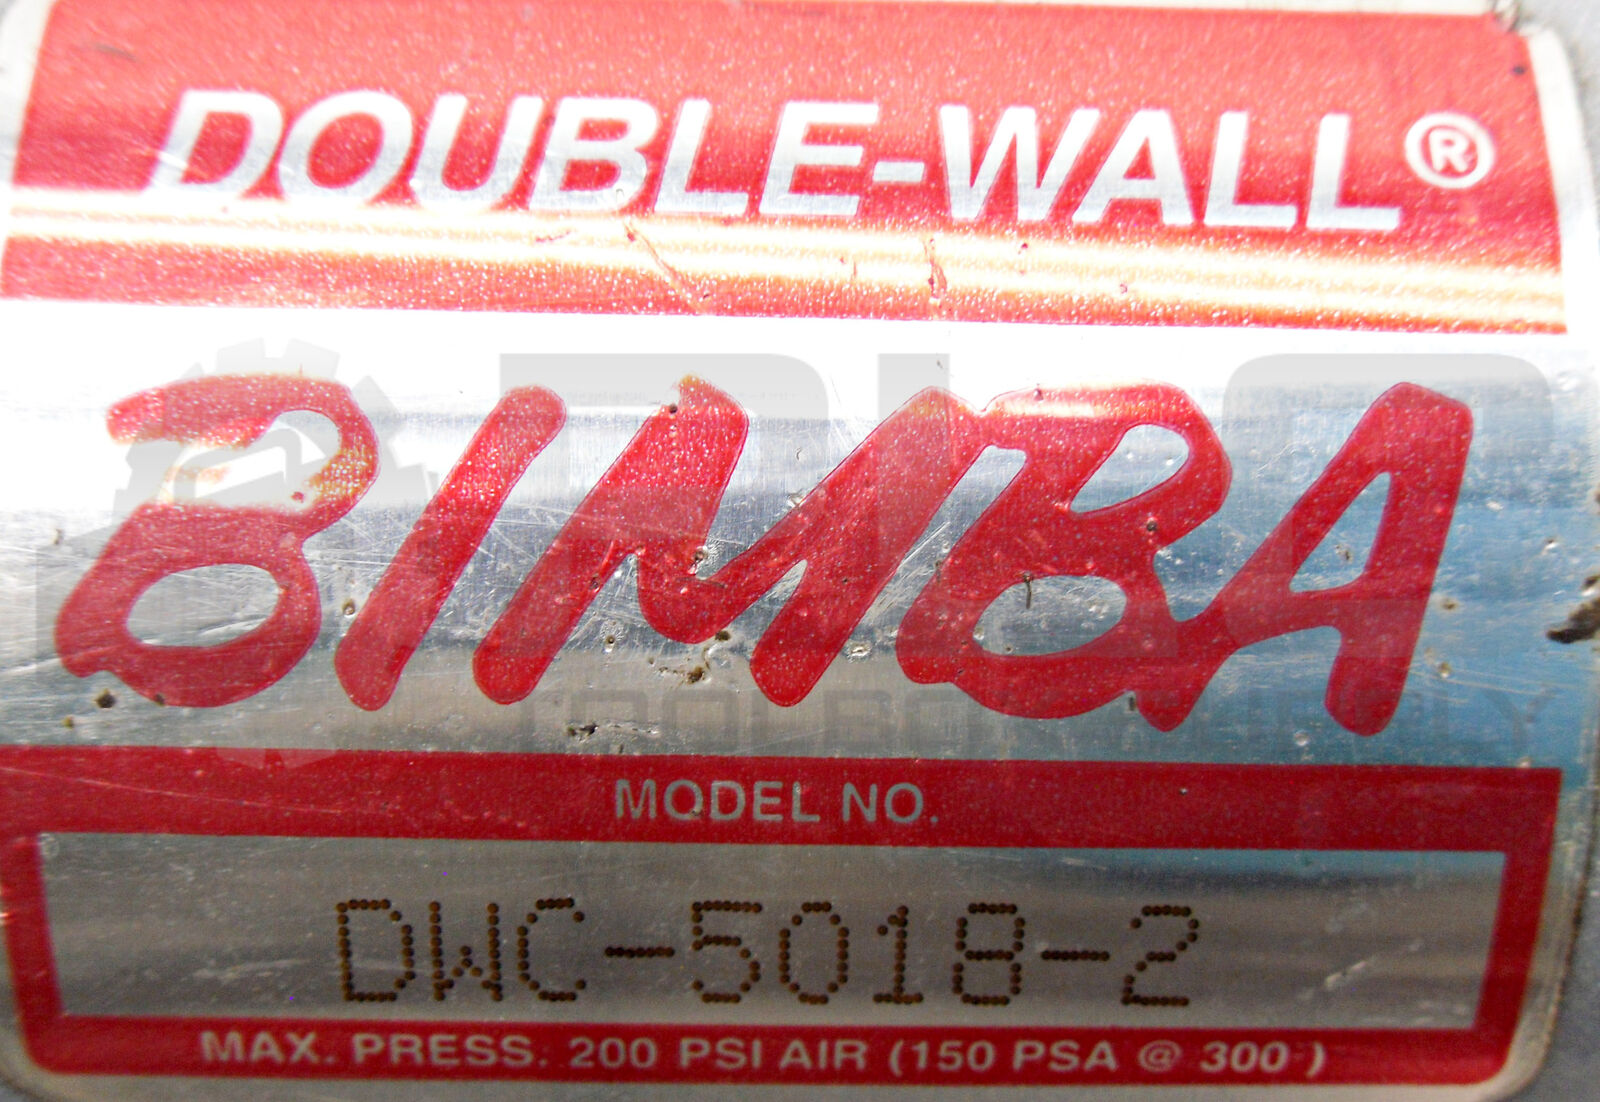 DOUBLE-WALL®
BIMBA
MODEL NO.
DWC-5018-2
MAX. PRESS. 200 PSI AIR (150 PSA @ 300°)